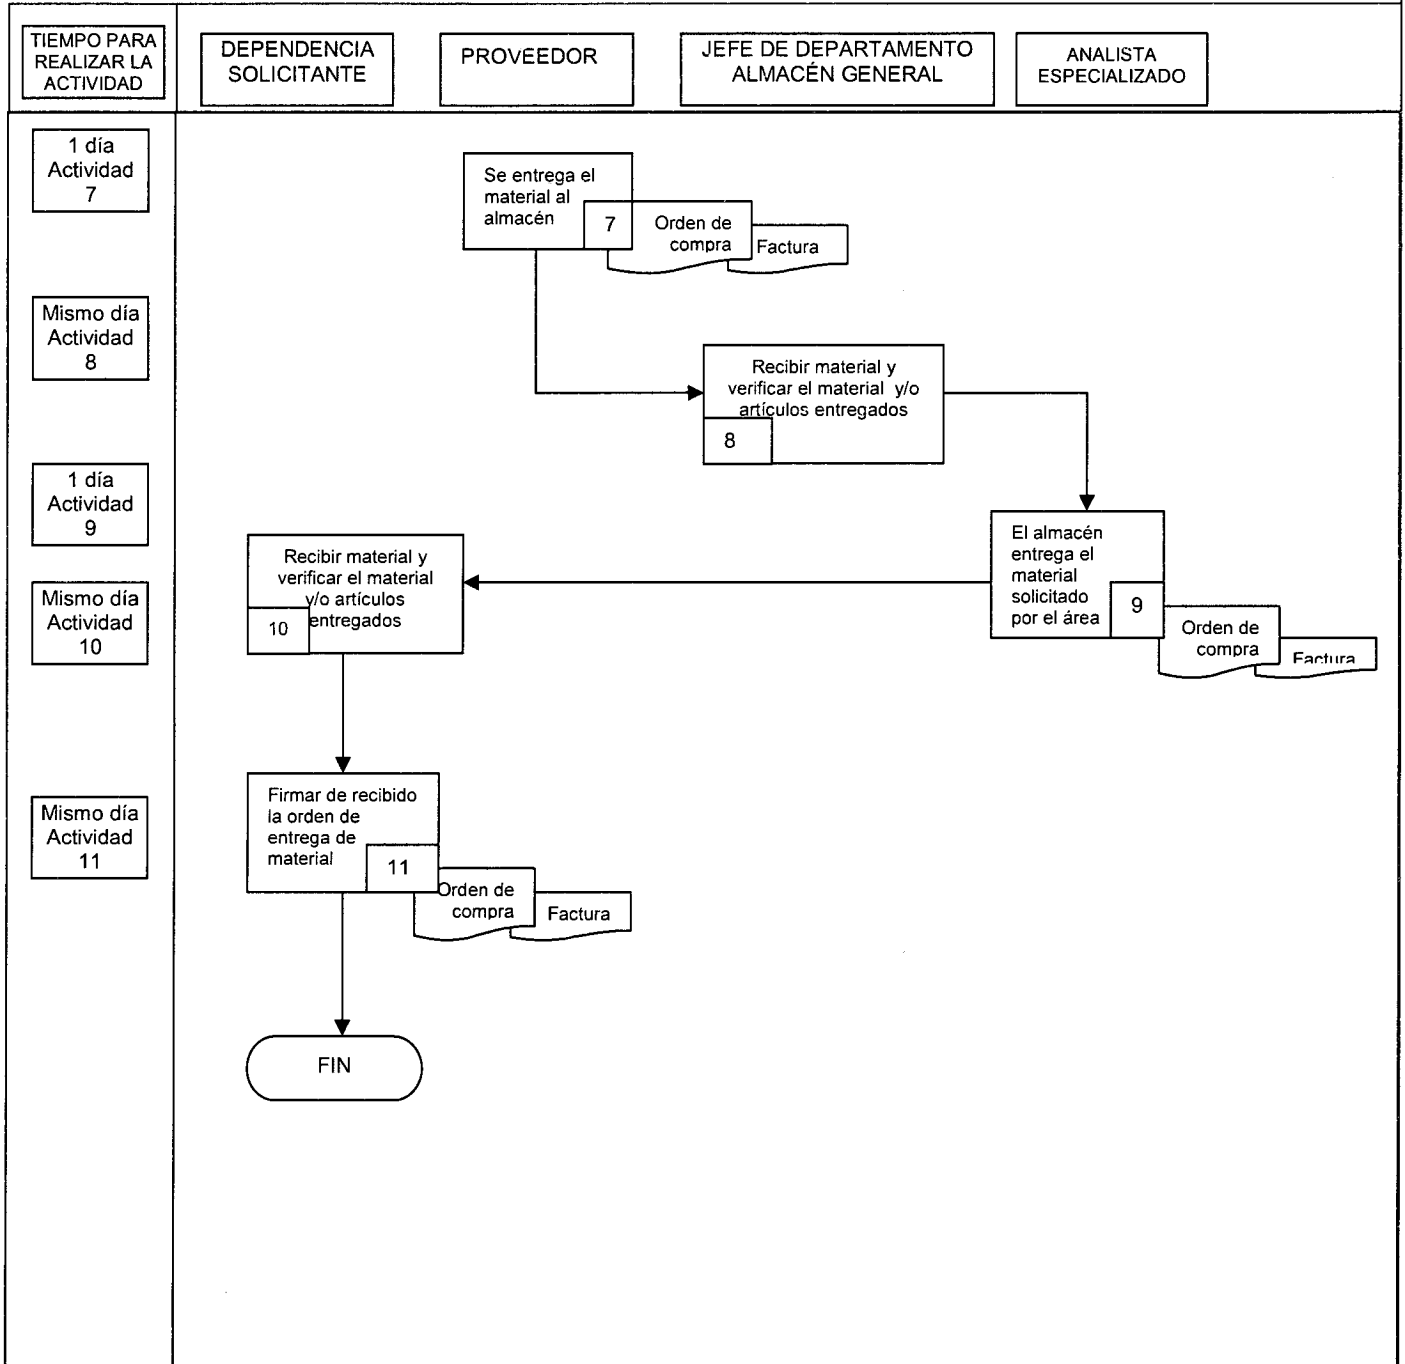 TIEMPO PARA
REALIZAR LA
ACTIVIDAD
DEPENDENCIA
SOLICITANTE
PROVEEDOR
JEFE DE DEPARTAMENTO
ALMACÉN GENERAL
ANALISTA
ESPECIALIZADO
1 día
Actividad
7
Se entrega el
material al
almacén
7
Orden de
compra
Factura
Mismo día
Actividad
8
Recibir material y
verificar el material y/o
artículos entregados
8
1 día
Actividad
9
El almacén
entrega el
material
solicitado
por el área
9
Orden de
compra
Factura
Mismo día
Actividad
10
Recibir material y
verificar el material
y/o artículos
entregados
10
Mismo día
Actividad
11
Firmar de recibido
la orden de
entrega de
material
11
Orden de
compra
Factura
FIN